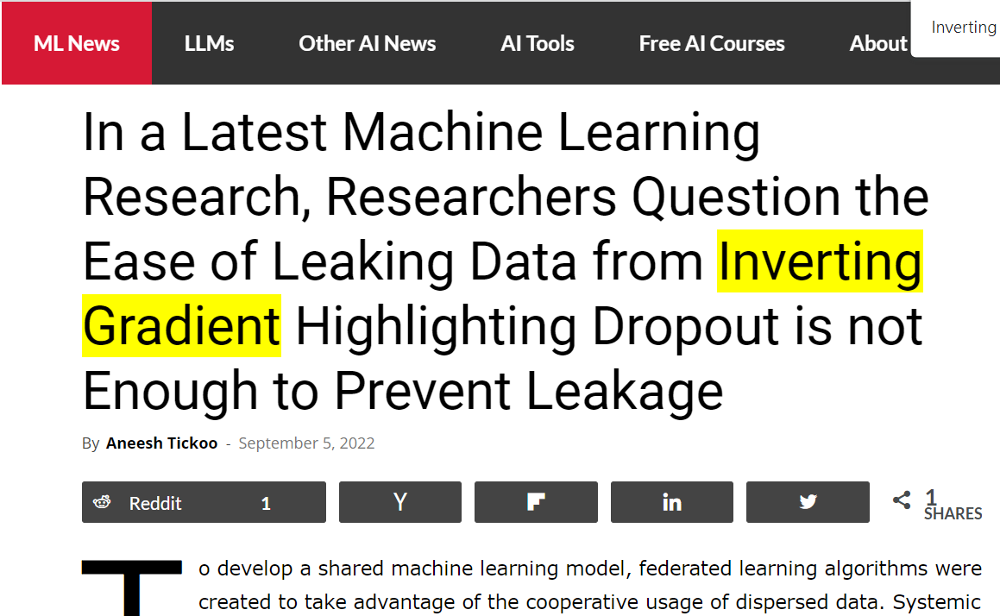 ML News LLMs Other AI News AI Tools Free AI Courses About
Inverting
In a Latest Machine Learning
Research, Researchers Question the
Ease of Leaking Data from Inverting
Gradient Highlighting Dropout is not
Enough to Prevent Leakage
By Aneesh Tickoo - September 5, 2022
Reddit 1 1
SHARES
To develop a shared machine learning model, federated learning algorithms were
created to take advantage of the cooperative usage of dispersed data. Systemic